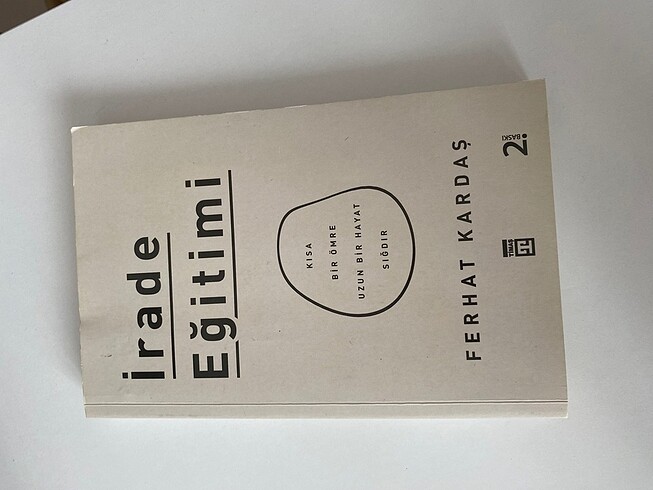 İrade
Eğitimi
KISA
BİR ÖMRE
UZUN BİR HAYAT
SIĞDIR
FERHAT KARDAŞ
TİMAŞ
2. BASKI